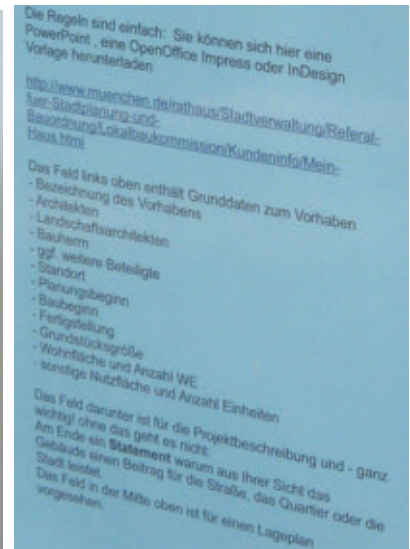 Die Regeln sind einfach: Sie können sich hier eine
PowerPoint , eine OpenOffice Impress oder InDesign
Vorlage herunterladen
http://www.muenchen.de/rathaus/Stadtverwaltung/Referat-
fuer-Stadtplanung-und-
Bauordnung/Lokalbaukommission/Kundeninfo/Mein-
Haus.html
Das Feld links oben enthält Grunddaten zum Vorhaben
- Bezeichnung des Vorhabens
- Architekten
- Landschaftsarchitekten
- Bauherrn
- ggf. weitere Beteiligte
- Standort
- Planungsbeginn
- Baubeginn
- Fertigstellung
- Grundstücksgröße
- Wohnfläche und Anzahl WE
- sonstige Nutzfläche und Anzahl Einheiten
Das Feld darunter ist für die Projektbeschreibung und - ganz
wichtig! ohne das geht es nicht:
Am Ende ein Statement warum aus Ihrer Sicht das
Gebäude einen Beitrag für die Straße, das Quartier oder die
Stadt leistet.
Das Feld in der Mitte oben ist für einen Lageplan
vorgesehen.